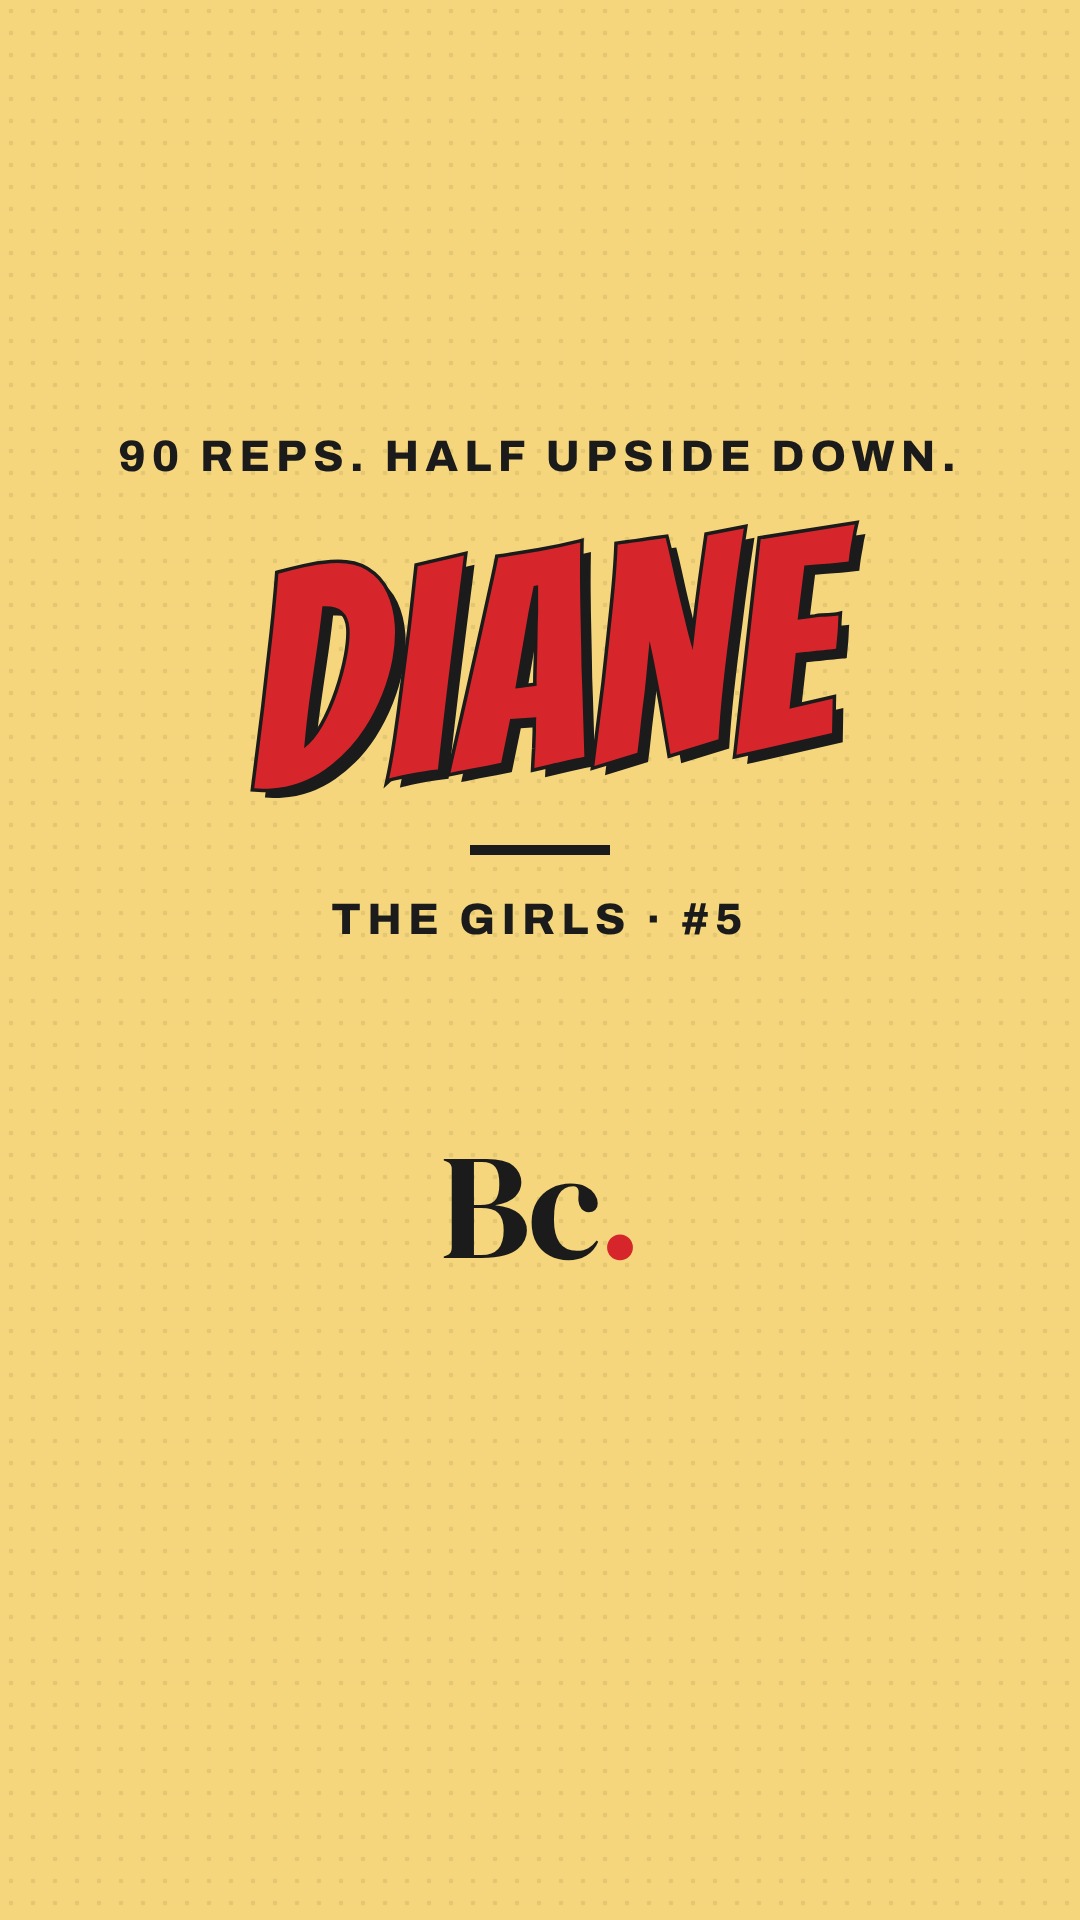 90 REPS. HALF UPSIDE DOWN.
DIANE
THE GIRLS · #5
Bc.